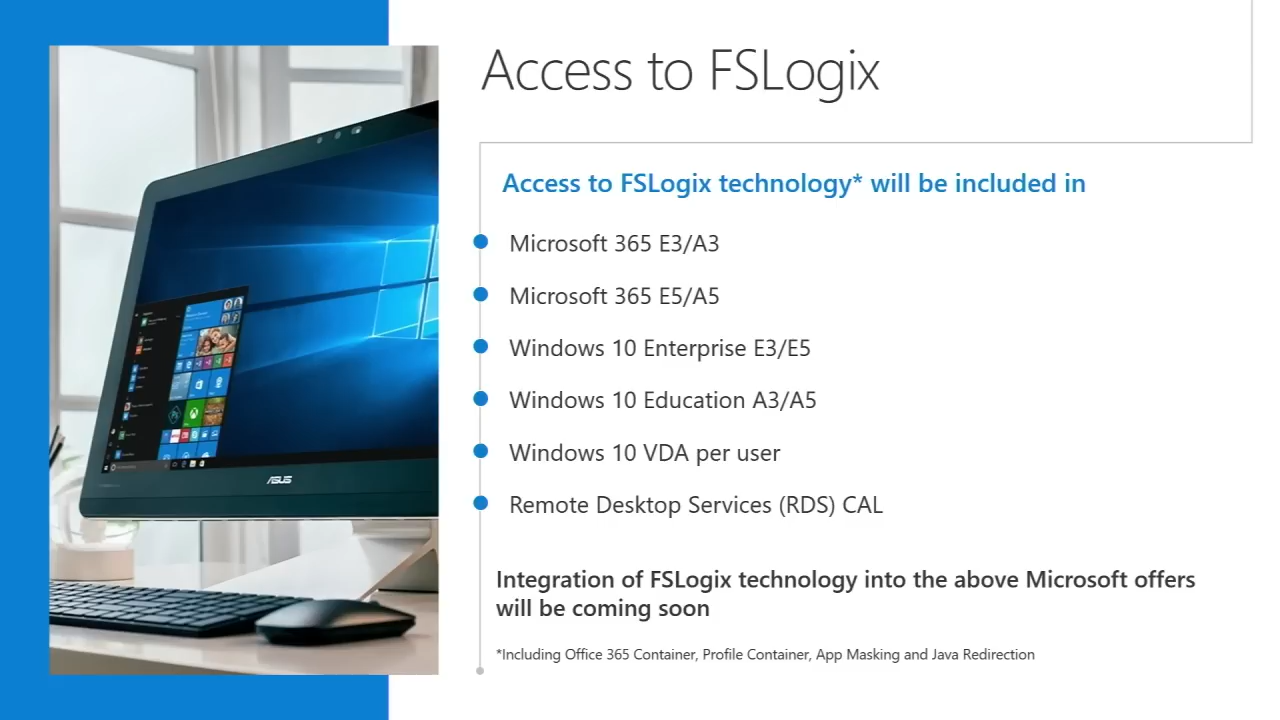 Access to FSLogix
Access to FSLogix technology* will be included in
Microsoft 365 E3/A3
Microsoft 365 E5/A5
Windows 10 Enterprise E3/E5
Windows 10 Education A3/A5
Windows 10 VDA per user
Remote Desktop Services (RDS) CAL
Integration of FSLogix technology into the above Microsoft offers
will be coming soon
*Including Office 365 Container, Profile Container, App Masking and Java Redirection
ASUS